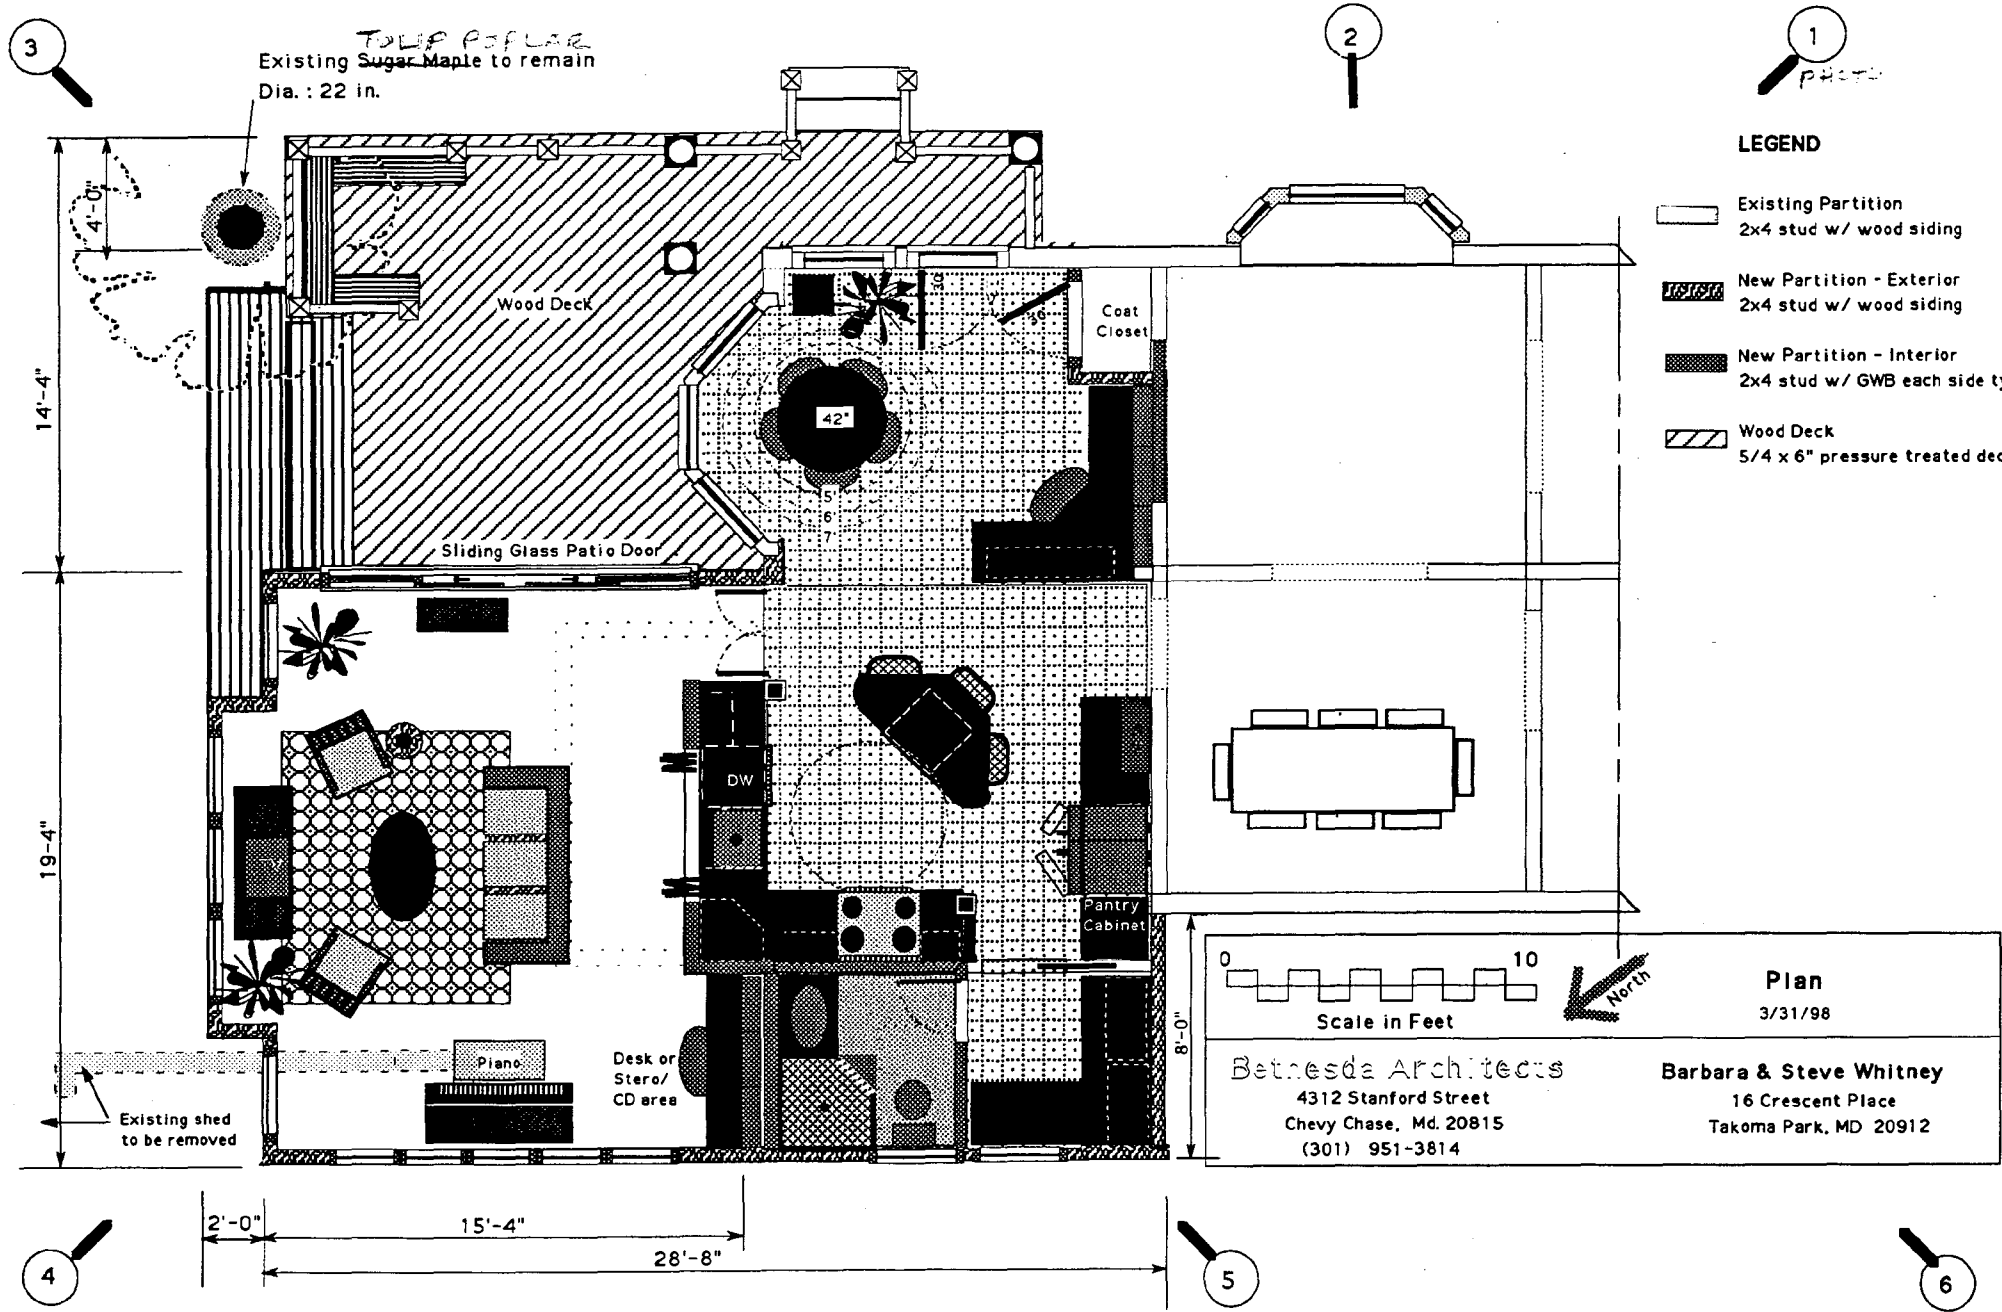 3
2
1
PHOTO
TULIP POPLAR
Existing Sugar Maple to remain
Dia. : 22 in.
4'-0"
14'-4"
19-4"
Wood Deck
Sliding Glass Patio Door
Coat
Closet
42"
5
6
7
LEGEND
Existing Partition
2x4 stud w/ wood siding
New Partition - Exterior
2x4 stud w/ wood siding
New Partition - Interior
2x4 stud w/ GWB each side ty
Wood Deck
5/4 x 6" pressure treated dec
DW
TV
Pantry
Cabinet
Piano
Desk or
Stero/
CD area
Existing shed
to be removed
8'-0"
0
10
Scale in Feet
North
Plan
3/31/98
Bethesda Architects
4312 Stanford Street
Chevy Chase, Md. 20815
(301) 951-3814
Barbara & Steve Whitney
16 Crescent Place
Takoma Park, MD 20912
2'-0"
15'-4"
28'-8"
4
5
6